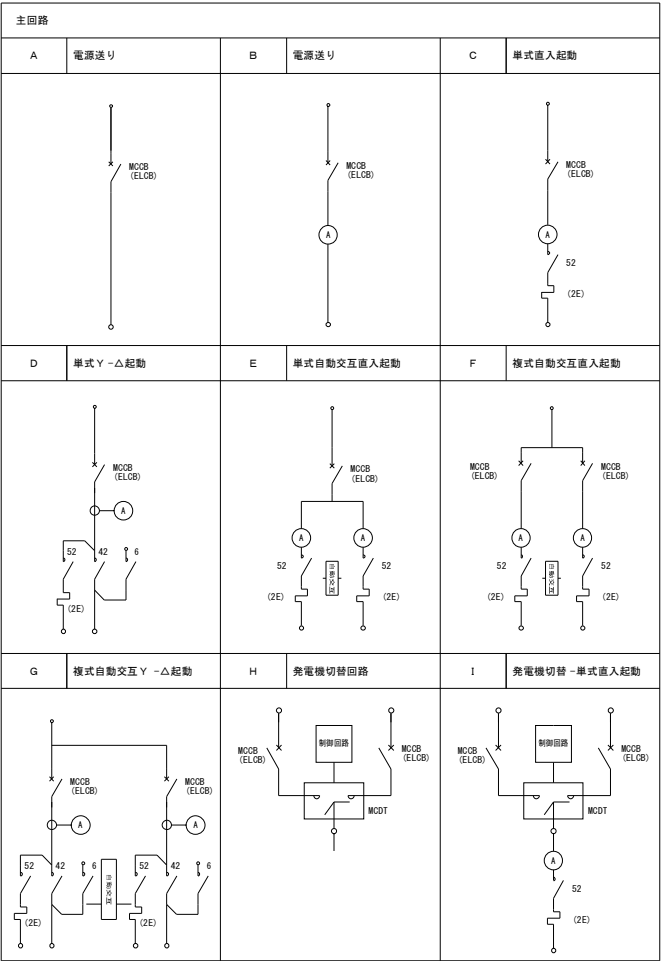 主回路
A 電源送り B 電源送り C 単式直入起動
MCCB
(ELCB)
MCCB
(ELCB)
A
MCCB
(ELCB)
A
52
(2E)
D 単式Y-△起動 E 単式自動交互直入起動 F 複式自動交互直入起動
MCCB
(ELCB)
A
52 42 6
(2E)
MCCB
(ELCB)
A A
52 52
自動交互
(2E) (2E)
MCCB
(ELCB)
MCCB
(ELCB)
A A
52 52
自動交互
(2E) (2E)
G 複式自動交互Y -△起動 H 発電機切替回路 I 発電機切替-単式直入起動
MCCB
(ELCB)
MCCB
(ELCB)
A A
52 42 6 52 42 6
自動交互
(2E) (2E)
MCCB
(ELCB)
制御回路
MCCB
(ELCB)
MCDT
MCCB
(ELCB)
制御回路
MCCB
(ELCB)
MCDT
A
52
(2E)